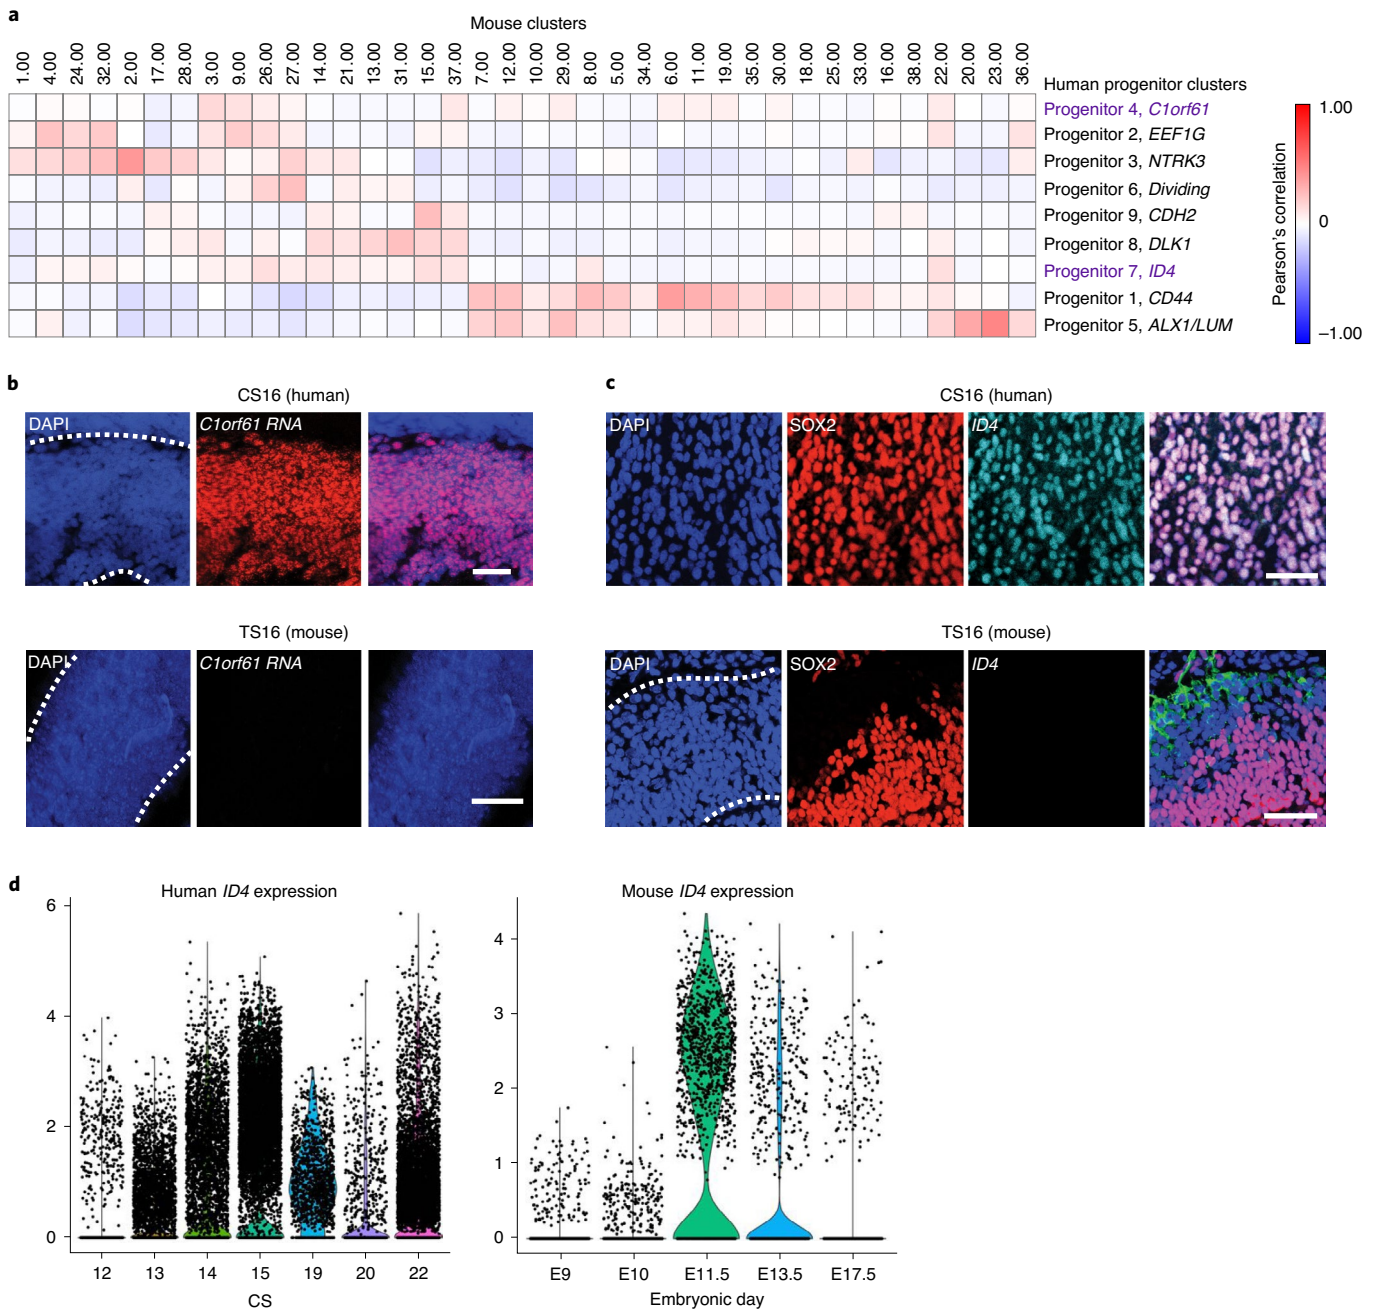 a
Mouse clusters
1.00 4.00 24.00 32.00 2.00 17.00 28.00 3.00 9.00 26.00 27.00 14.00 21.00 13.00 31.00 15.00 37.00 7.00 12.00 10.00 29.00 8.00 5.00 34.00 6.00 11.00 19.00 35.00 30.00 18.00 25.00 33.00 16.00 38.00 22.00 20.00 23.00 36.00
Human progenitor clusters
Progenitor 4, C1orf61
Progenitor 2, EEF1G
Progenitor 3, NTRK3
Progenitor 6, Dividing
Progenitor 9, CDH2
Progenitor 8, DLK1
Progenitor 7, ID4
Progenitor 1, CD44
Progenitor 5, ALX1/LUM
Pearson's correlation
1.00
0
–1.00
b
CS16 (human)
DAPI
C1orf61 RNA
TS16 (mouse)
DAPI
C1orf61 RNA
c
CS16 (human)
DAPI
SOX2
ID4
TS16 (mouse)
DAPI
SOX2
ID4
d
Human ID4 expression
6
4
2
0
12 13 14 15 19 20 22
CS
Mouse ID4 expression
4
3
2
1
0
E9 E10 E11.5 E13.5 E17.5
Embryonic day